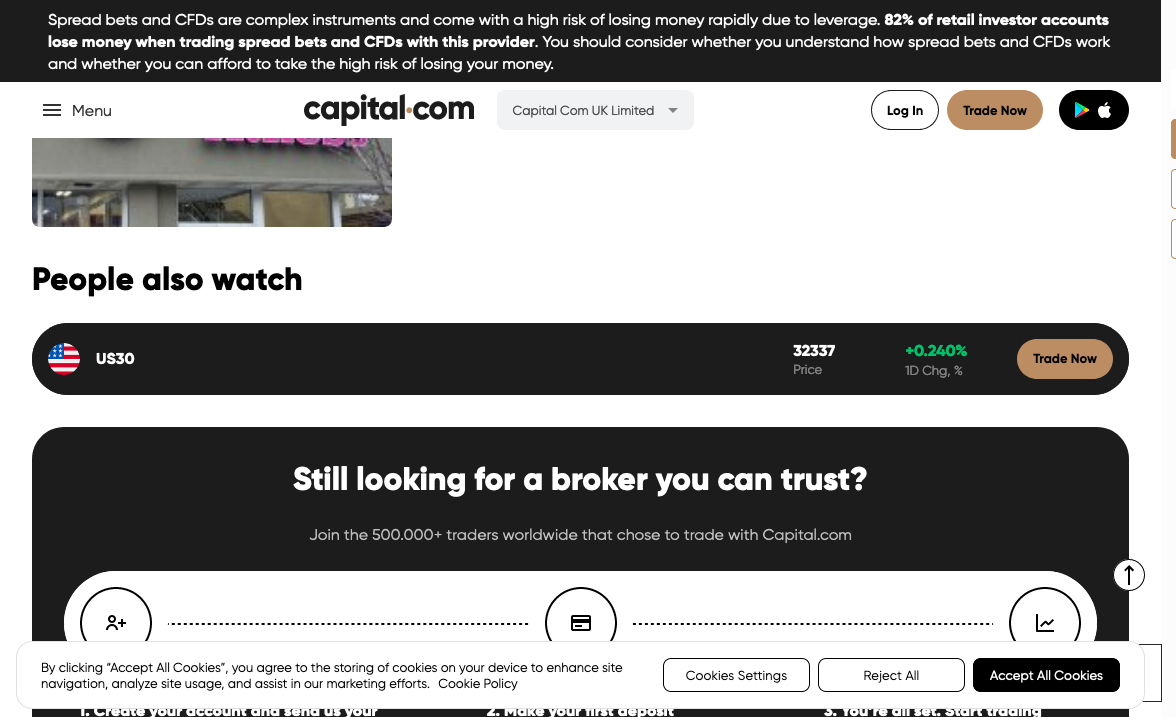 Spread bets and CFDs are complex instruments and come with a high risk of losing money rapidly due to leverage. 82% of retail investor accounts
lose money when trading spread bets and CFDs with this provider. You should consider whether you understand how spread bets and CFDs work
and whether you can afford to take the high risk of losing your money.
Menu
capital.com
Capital Com UK Limited
Log In
Trade Now
People also watch
US30
32337
Price
+0.240%
1D Chg, %
Trade Now
Still looking for a broker you can trust?
Join the 500.000+ traders worldwide that chose to trade with Capital.com
By clicking “Accept All Cookies”, you agree to the storing of cookies on your device to enhance site
navigation, analyze site usage, and assist in our marketing efforts. Cookie Policy
Cookies Settings
Reject All
Accept All Cookies
1. Create your account and send us your
2. Make your first deposit
3. You're all set. Start trading